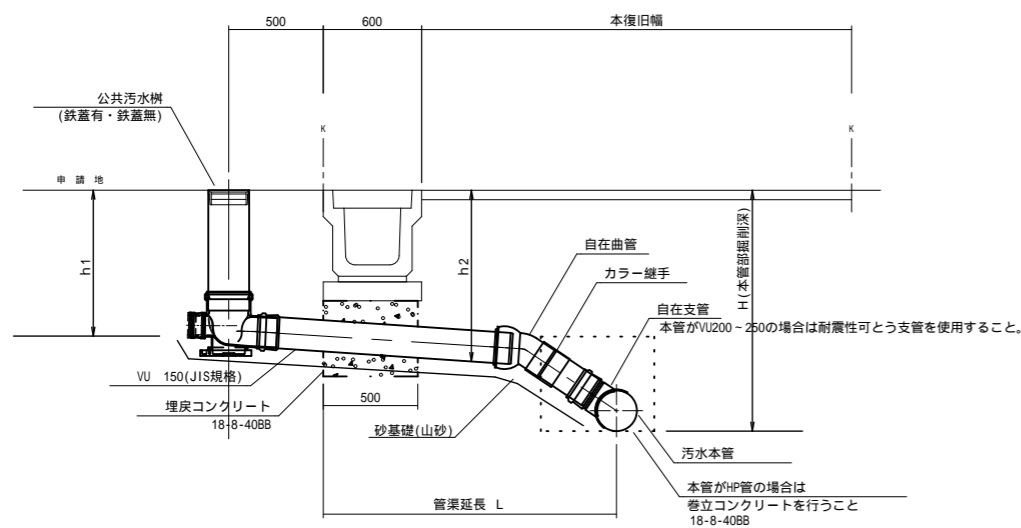 500
600
本復旧幅
公共汚水桝
(鉄蓋有・鉄蓋無)
K
K
申 請 地
h1
h2
H(本管部掘削深)
自在曲管
カラー継手
自在支管
本管がVU200~250の場合は耐震性可とう支管を使用すること。
VU 150(JIS規格)
埋戻コンクリート
18-8-40BB
500
砂基礎(山砂)
汚水本管
管渠延長 L
本管がHP管の場合は
巻立コンクリートを行うこと
18-8-40BB